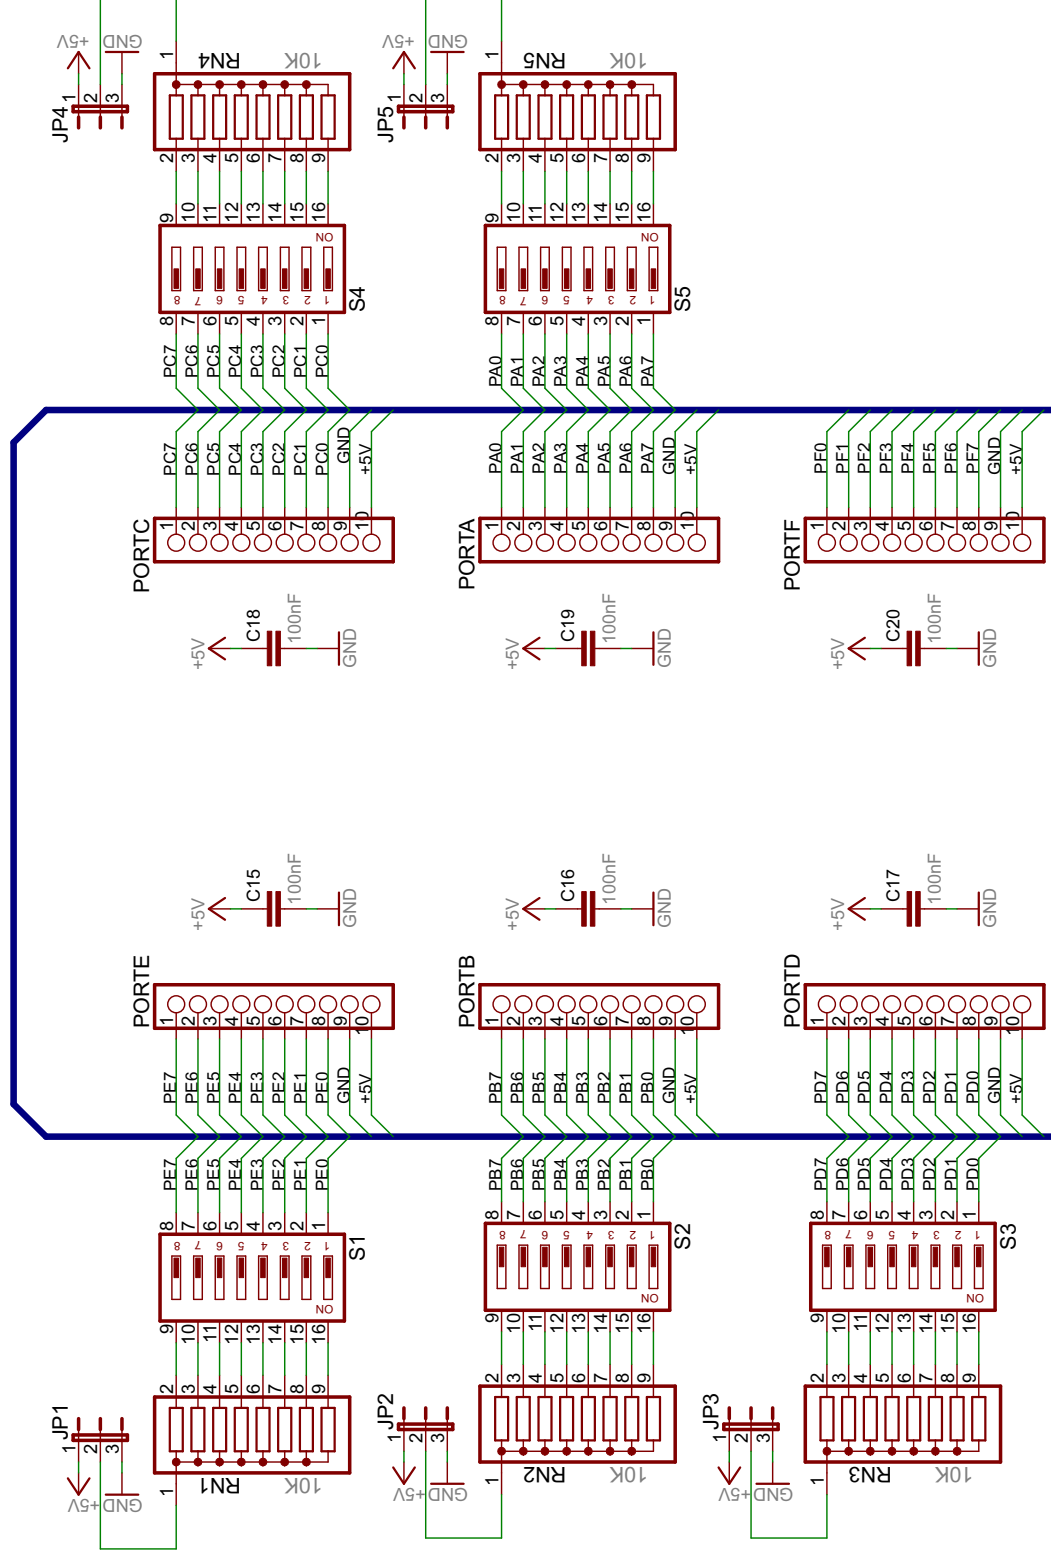 +5V
GND
1
2
3
JP4
1
RN4
10K
2
3
4
5
6
7
8
9
9
10
11
12
13
14
15
16
ON
8
7
6
5
4
3
2
1
S4
8
7
6
5
4
3
2
1
PC7
PC6
PC5
PC4
PC3
PC2
PC1
PC0
+5V
GND
1
2
3
JP5
1
RN5
10K
2
3
4
5
6
7
8
9
9
10
11
12
13
14
15
16
ON
8
7
6
5
4
3
2
1
S5
8
7
6
5
4
3
2
1
PA0
PA1
PA2
PA3
PA4
PA5
PA6
PA7
PC7
PC6
PC5
PC4
PC3
PC2
PC1
PC0
GND
+5V
1
2
3
4
5
6
7
8
9
10
PORTC
PA0
PA1
PA2
PA3
PA4
PA5
PA6
PA7
GND
+5V
1
2
3
4
5
6
7
8
9
10
PORTA
PF0
PF1
PF2
PF3
PF4
PF5
PF6
PF7
GND
+5V
1
2
3
4
5
6
7
8
9
10
PORTF
+5V
C18
100nF
GND
+5V
C19
100nF
GND
+5V
C20
100nF
GND
+5V
C15
100nF
GND
+5V
C16
100nF
GND
+5V
C17
100nF
GND
PORTE
1
2
3
4
5
6
7
8
9
10
PE7
PE6
PE5
PE4
PE3
PE2
PE1
PE0
GND
+5V
PORTB
1
2
3
4
5
6
7
8
9
10
PB7
PB6
PB5
PB4
PB3
PB2
PB1
PB0
GND
+5V
PORTD
1
2
3
4
5
6
7
8
9
10
PD7
PD6
PD5
PD4
PD3
PD2
PD1
PD0
GND
+5V
PE7
PE6
PE5
PE4
PE3
PE2
PE1
PE0
8
7
6
5
4
3
2
1
8
7
6
5
4
3
2
1
ON
S1
9
10
11
12
13
14
15
16
2
3
4
5
6
7
8
9
JP1
1
2
3
+5V
GND
1
RN1
10K
PB7
PB6
PB5
PB4
PB3
PB2
PB1
PB0
8
7
6
5
4
3
2
1
8
7
6
5
4
3
2
1
ON
S2
9
10
11
12
13
14
15
16
2
3
4
5
6
7
8
9
JP2
1
2
3
+5V
GND
1
RN2
10K
PD7
PD6
PD5
PD4
PD3
PD2
PD1
PD0
8
7
6
5
4
3
2
1
8
7
6
5
4
3
2
1
ON
S3
9
10
11
12
13
14
15
16
2
3
4
5
6
7
8
9
JP3
1
2
3
+5V
GND
1
RN3
10K